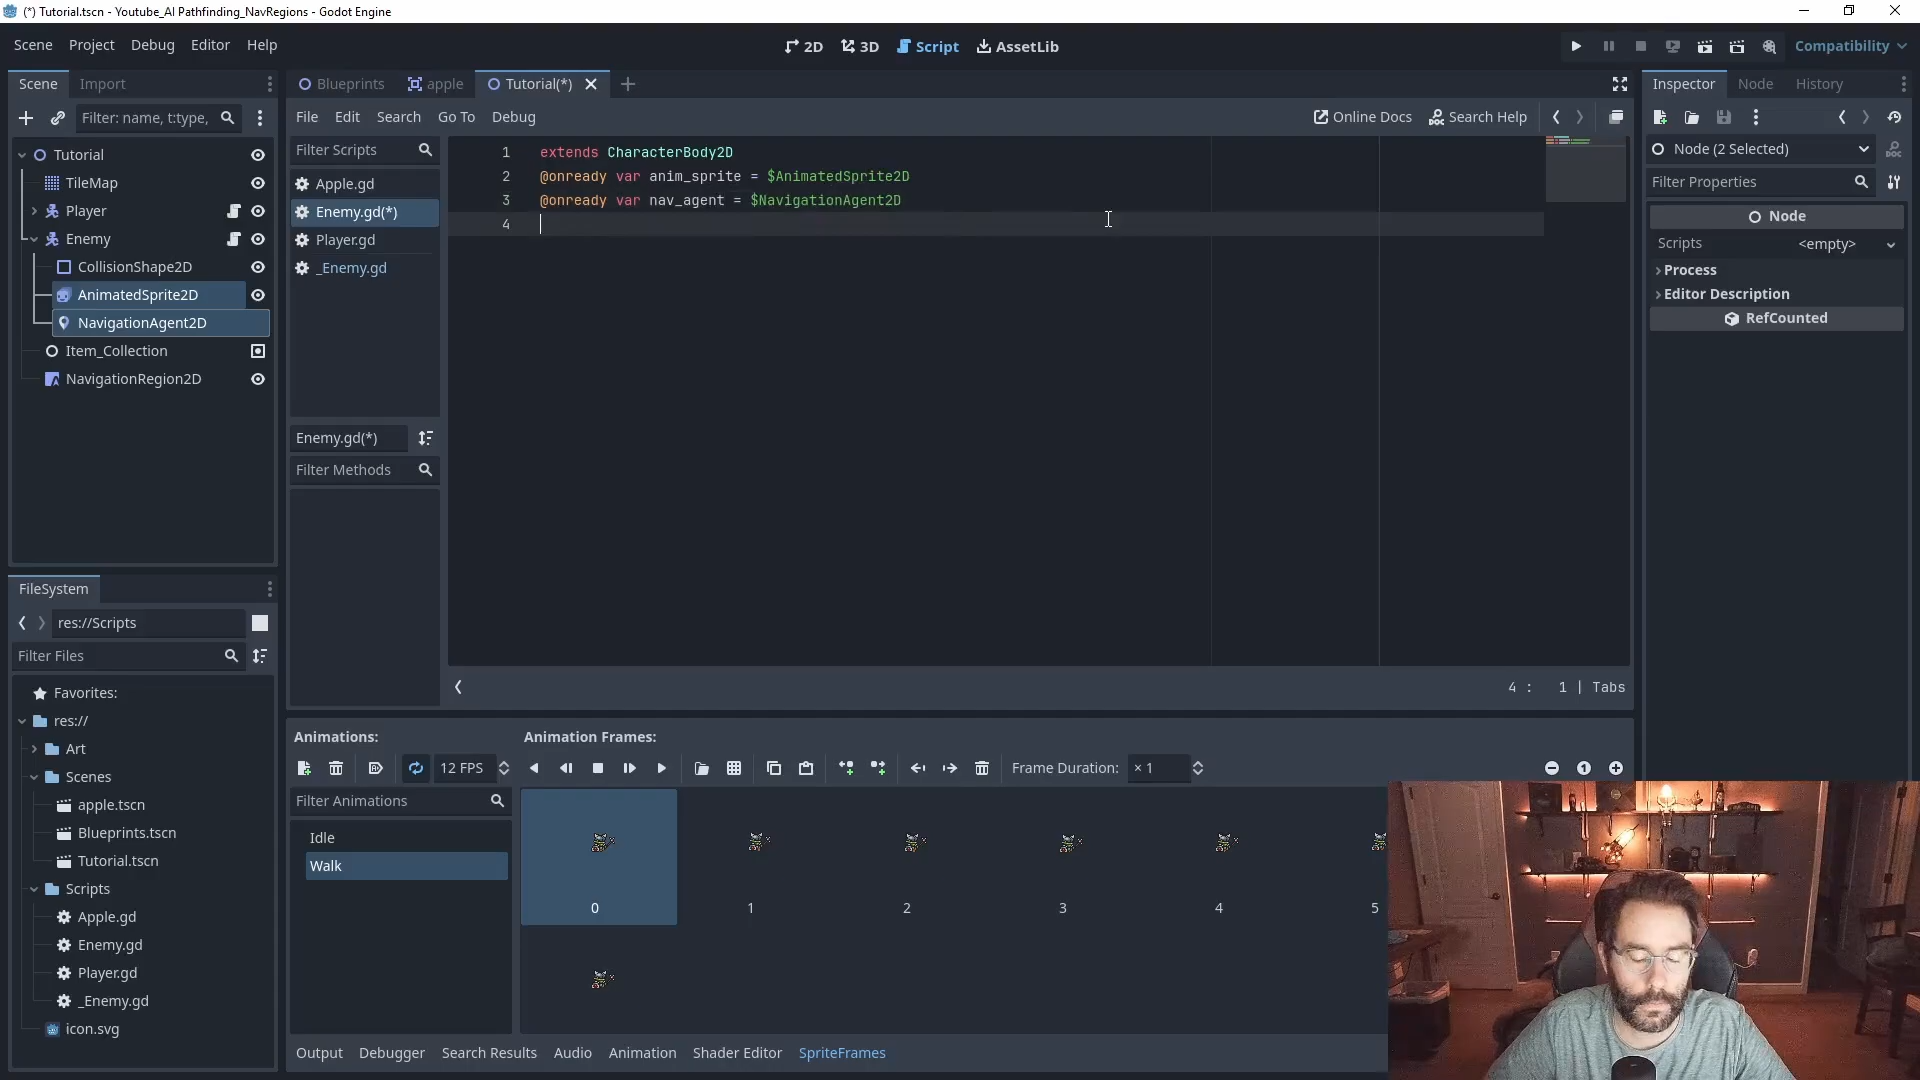 (*) Tutorial.tscn - Youtube_AI Pathfinding_NavRegions - Godot Engine
Scene Project Debug Editor Help
2D 3D Script AssetLib
Compatibility
Scene Import
Filter: name, t:type,
Tutorial
TileMap
Player
Enemy
CollisionShape2D
AnimatedSprite2D
NavigationAgent2D
Item_Collection
NavigationRegion2D
FileSystem
res://Scripts
Filter Files
Favorites:
res://
Art
Scenes
apple.tscn
Blueprints.tscn
Tutorial.tscn
Scripts
Apple.gd
Enemy.gd
Player.gd
_Enemy.gd
icon.svg
Blueprints apple Tutorial(*)
File Edit Search Go To Debug
Online Docs Search Help
Filter Scripts
Apple.gd
Enemy.gd(*)
Player.gd
_Enemy.gd
Enemy.gd(*)
Filter Methods
1 extends CharacterBody2D
2 @onready var anim_sprite = $AnimatedSprite2D
3 @onready var nav_agent = $NavigationAgent2D
4
4 : 1 | Tabs
Animations:
12 FPS
Filter Animations
Idle
Walk
Animation Frames:
Frame Duration: × 1
0 1 2 3 4 5
Output Debugger Search Results Audio Animation Shader Editor SpriteFrames
Inspector Node History
Node (2 Selected)
Filter Properties
Node
Scripts <empty>
Process
Editor Description
RefCounted